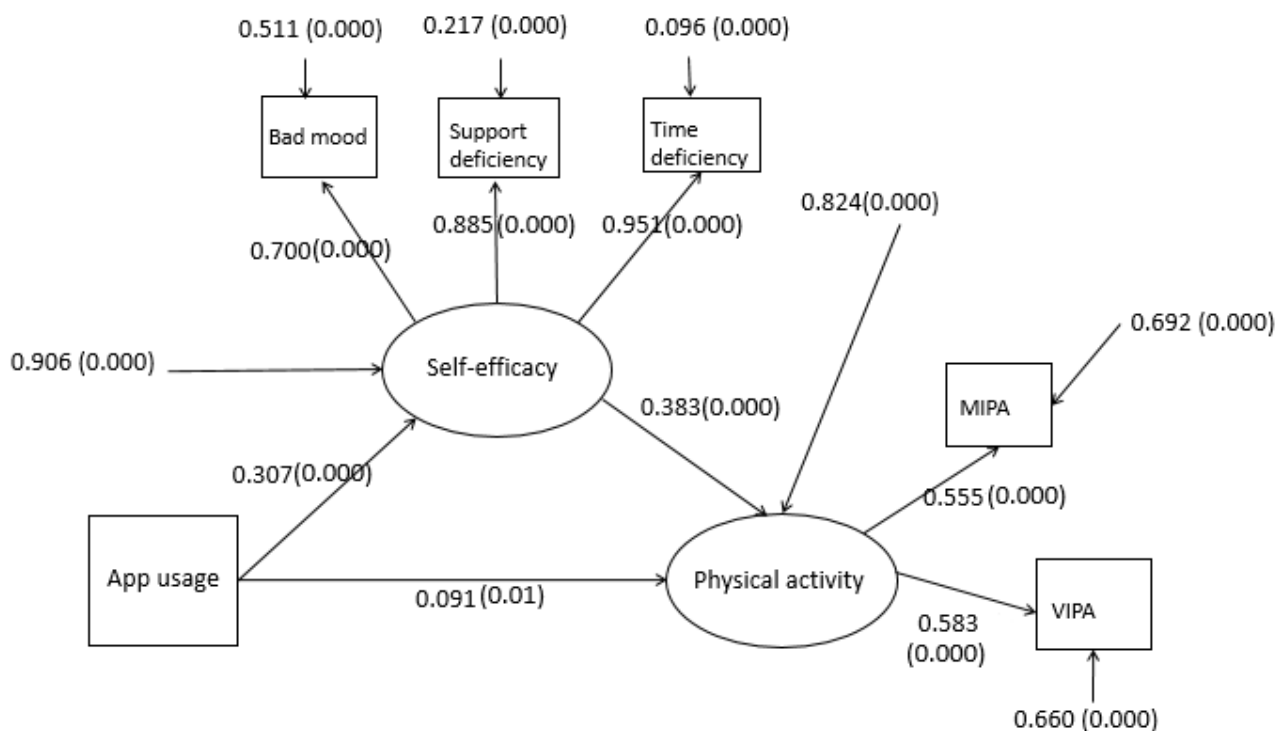 0.511 (0.000)
0.217 (0.000)
0.096 (0.000)
Bad mood
Support
deficiency
Time
deficiency
0.700(0.000)
0.885(0.000)
0.951(0.000)
0.824(0.000)
0.906 (0.000)
Self-efficacy
0.692 (0.000)
0.383(0.000)
MIPA
0.307(0.000)
0.555(0.000)
App usage
0.091(0.01)
Physical activity
0.583
(0.000)
VIPA
0.660 (0.000)